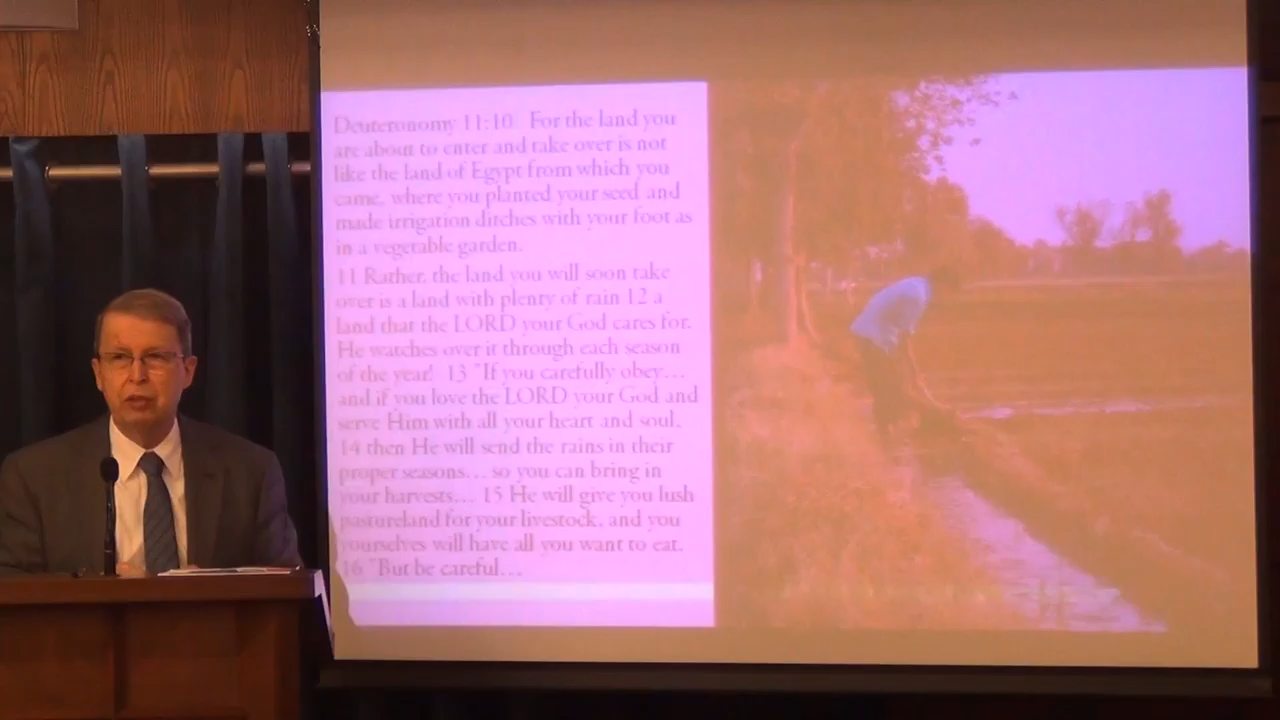 Deuteronomy 11:10 For the land you
are about to enter and take over is not
like the land of Egypt from which you
came, where you planted your seed and
made irrigation ditches with your foot as
in a vegetable garden.
11 Rather, the land you will soon take
over is a land with plenty of rain 12 a
land that the LORD your God cares for.
He watches over it through each season
of the year! 13 "If you carefully obey…
and if you love the LORD your God and
serve Him with all your heart and soul,
14 then He will send the rains in their
proper seasons… so you can bring in
your harvests… 15 He will give you lush
pastureland for your livestock, and you
yourselves will have all you want to eat.
16 "But be careful…